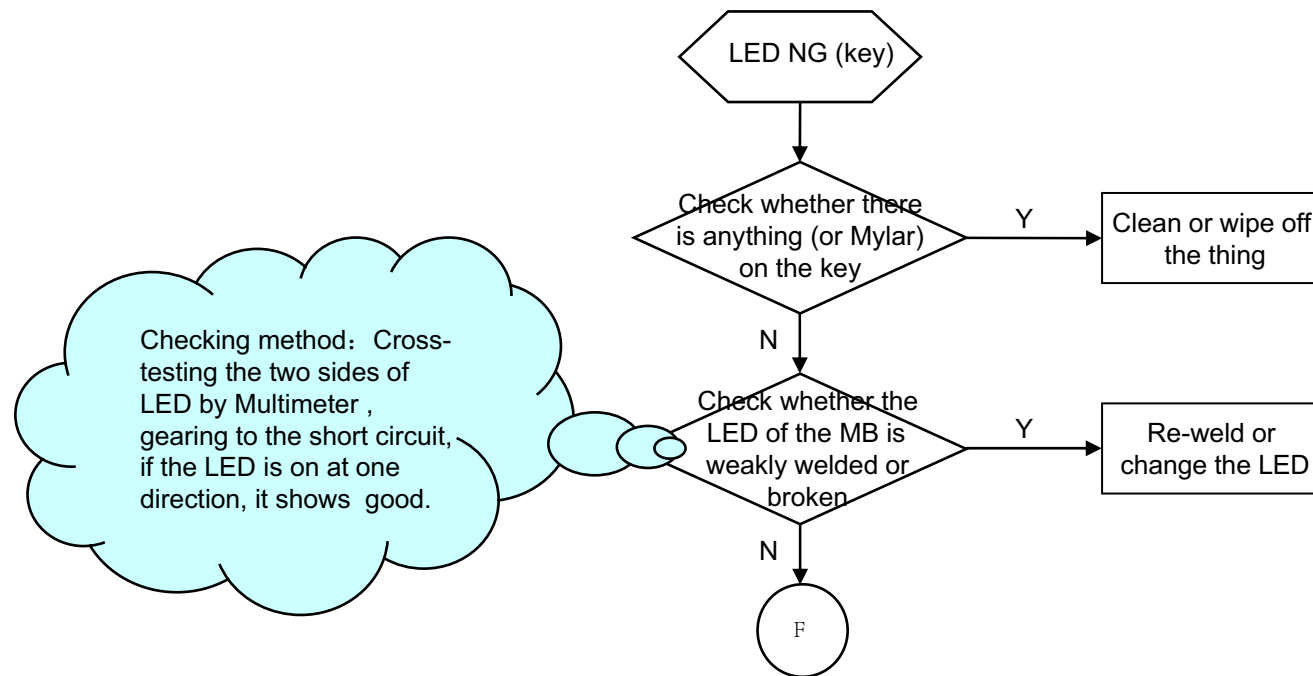 LED NG (key)
Check whether there
is anything (or Mylar)
on the key
Y
Clean or wipe off
the thing
N
Checking method：Cross-
testing the two sides of
LED by Multimeter ,
gearing to the short circuit,
if the LED is on at one
direction, it shows  good.
Check whether the
LED of the MB is
weakly welded or
broken
Y
Re-weld or
change the LED
N
F